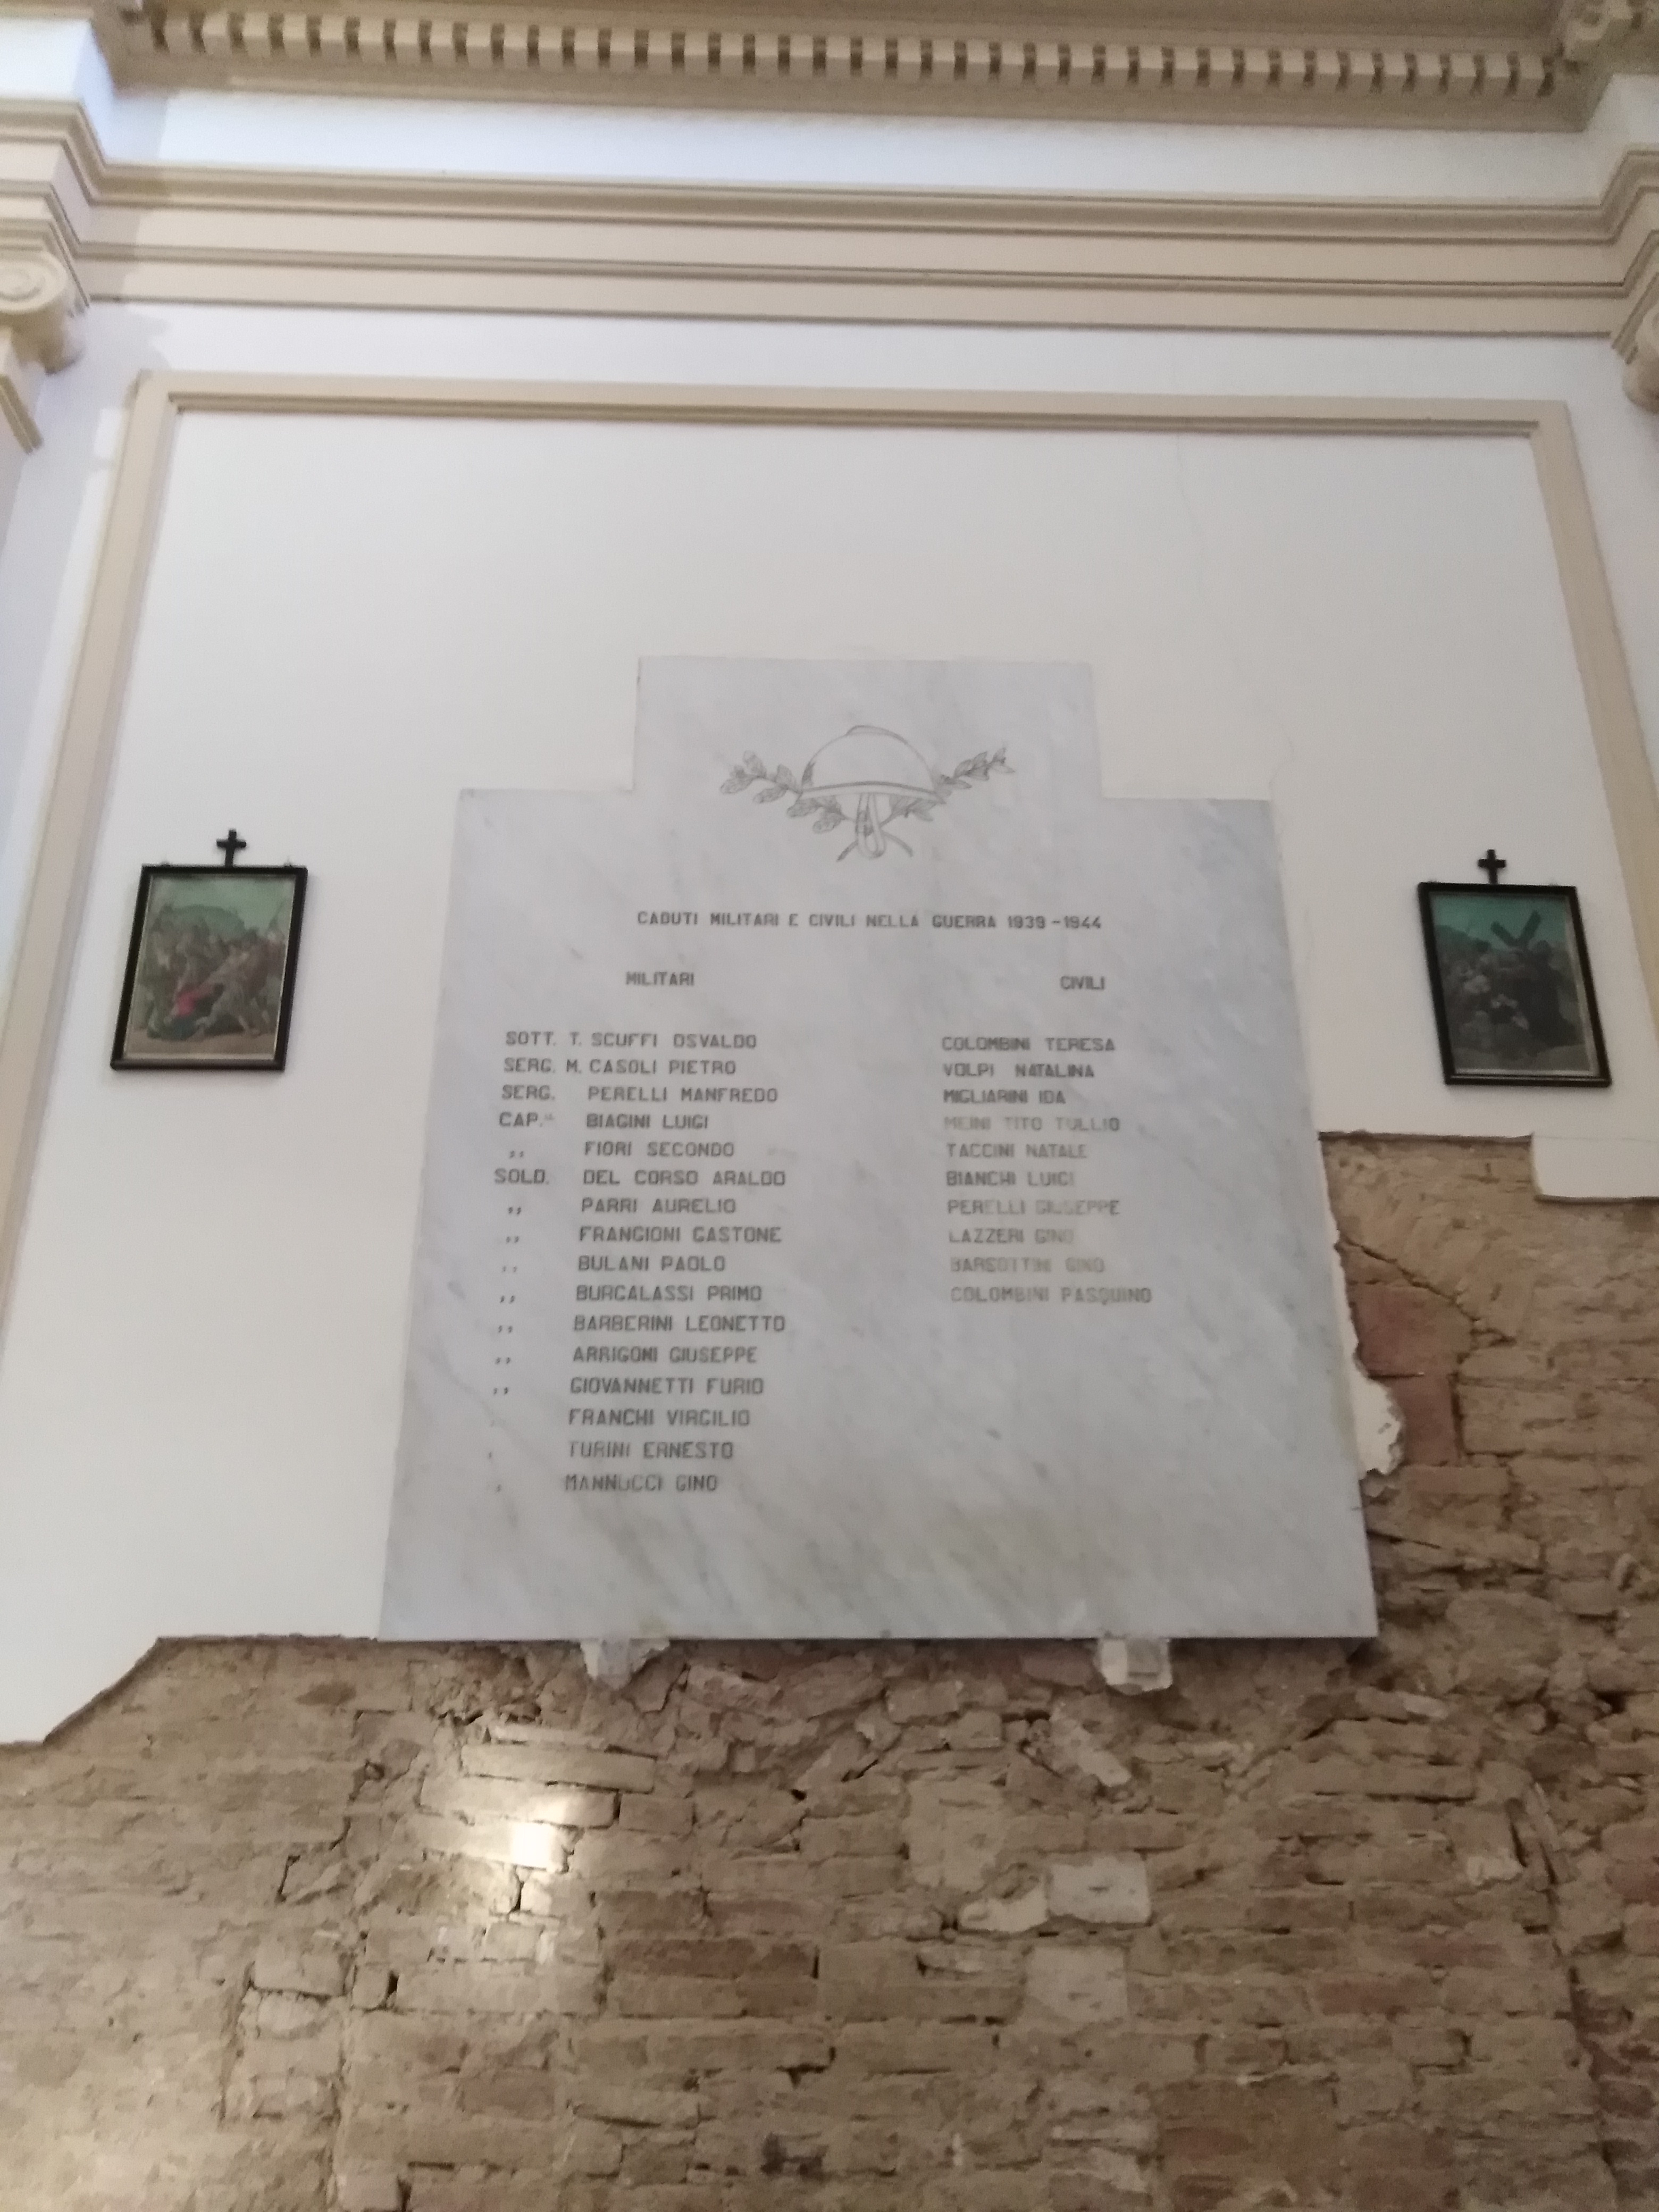 CADUTI MILITARI E CIVILI NELLA GUERRA 1939-1944
MILITARI
SOTT. T. SCUFFI OSVALDO
SERG. M. CASOLI PIETRO
SERG. PERELLI MANFREDO
CAP. BIAGINI LUIGI
,, FIORI SECONDO
SOLD. DEL CORSO ARALDO
,, PARRI AURELIO
,, FRANGIONI GASTONE
,, BULANI PAOLO
,, BURGALASSI PRIMO
,, BARBERINI LEONETTO
,, ARRIGONI GIUSEPPE
,, GIOVANNETTI FURIO
FRANCHI VIRGILIO
, TURINI ERNESTO
, MANNUCCI GINO
CIVILI
COLOMBINI TERESA
VOLPI NATALINA
MIGLIARINI IDA
MEINI TITO TULLIO
TACCINI NATALE
BIANCHI LUIGI
PERELLI GIUSEPPE
LAZZERI GINO
BARSOTTINI GINO
COLOMBINI PASQUINO